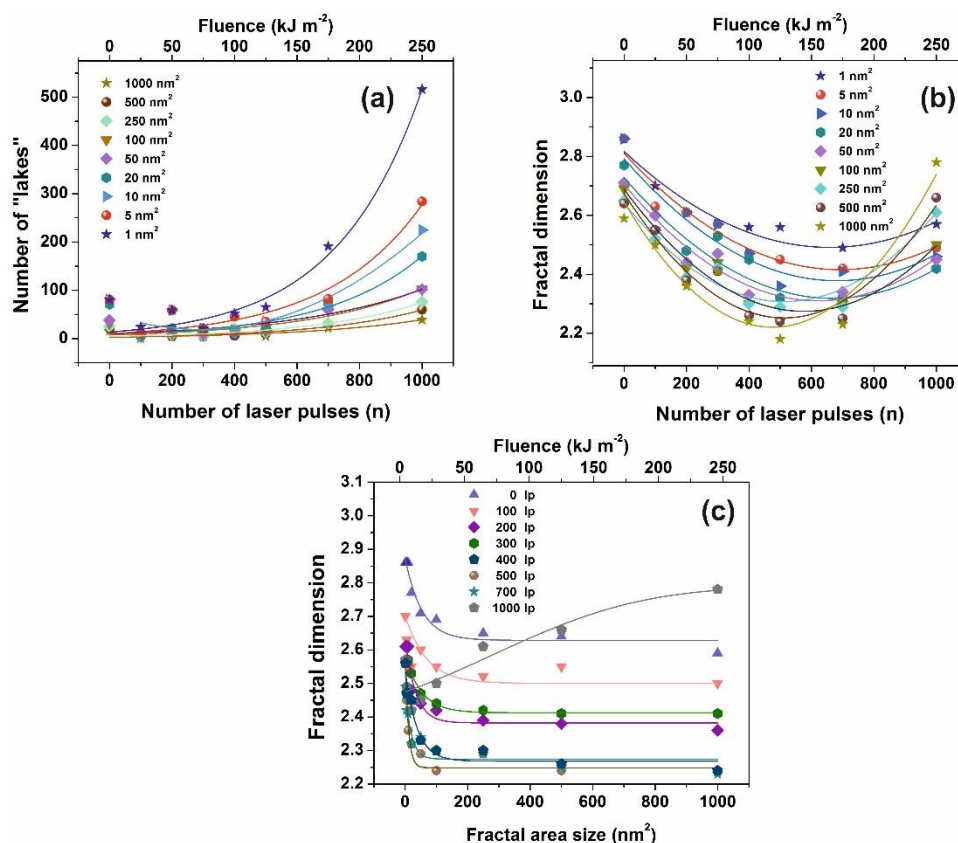 Fluence (kJ m⁻²)
0 50 100 150 200 250
500
400
300
200
100
0
Number of "lakes"
1000 nm²
500 nm²
250 nm²
100 nm²
50 nm²
20 nm²
10 nm²
5 nm²
1 nm²
(a)
0 200 400 600 800 1000
Number of laser pulses (n)
Fluence (kJ m⁻²)
0 50 100 150 200 250
3.0
2.8
2.6
2.4
2.2
Fractal dimension
1 nm²
5 nm²
10 nm²
20 nm²
50 nm²
100 nm²
250 nm²
500 nm²
1000 nm²
(b)
0 200 400 600 800 1000
Number of laser pulses (n)
Fluence (kJ m⁻²)
0 50 100 150 200 250
3.1
3.0
2.9
2.8
2.7
2.6
2.5
2.4
2.3
2.2
Fractal dimension
0 lp
100 lp
200 lp
300 lp
400 lp
500 lp
700 lp
1000 lp
(c)
0 200 400 600 800 1000
Fractal area size (nm²)